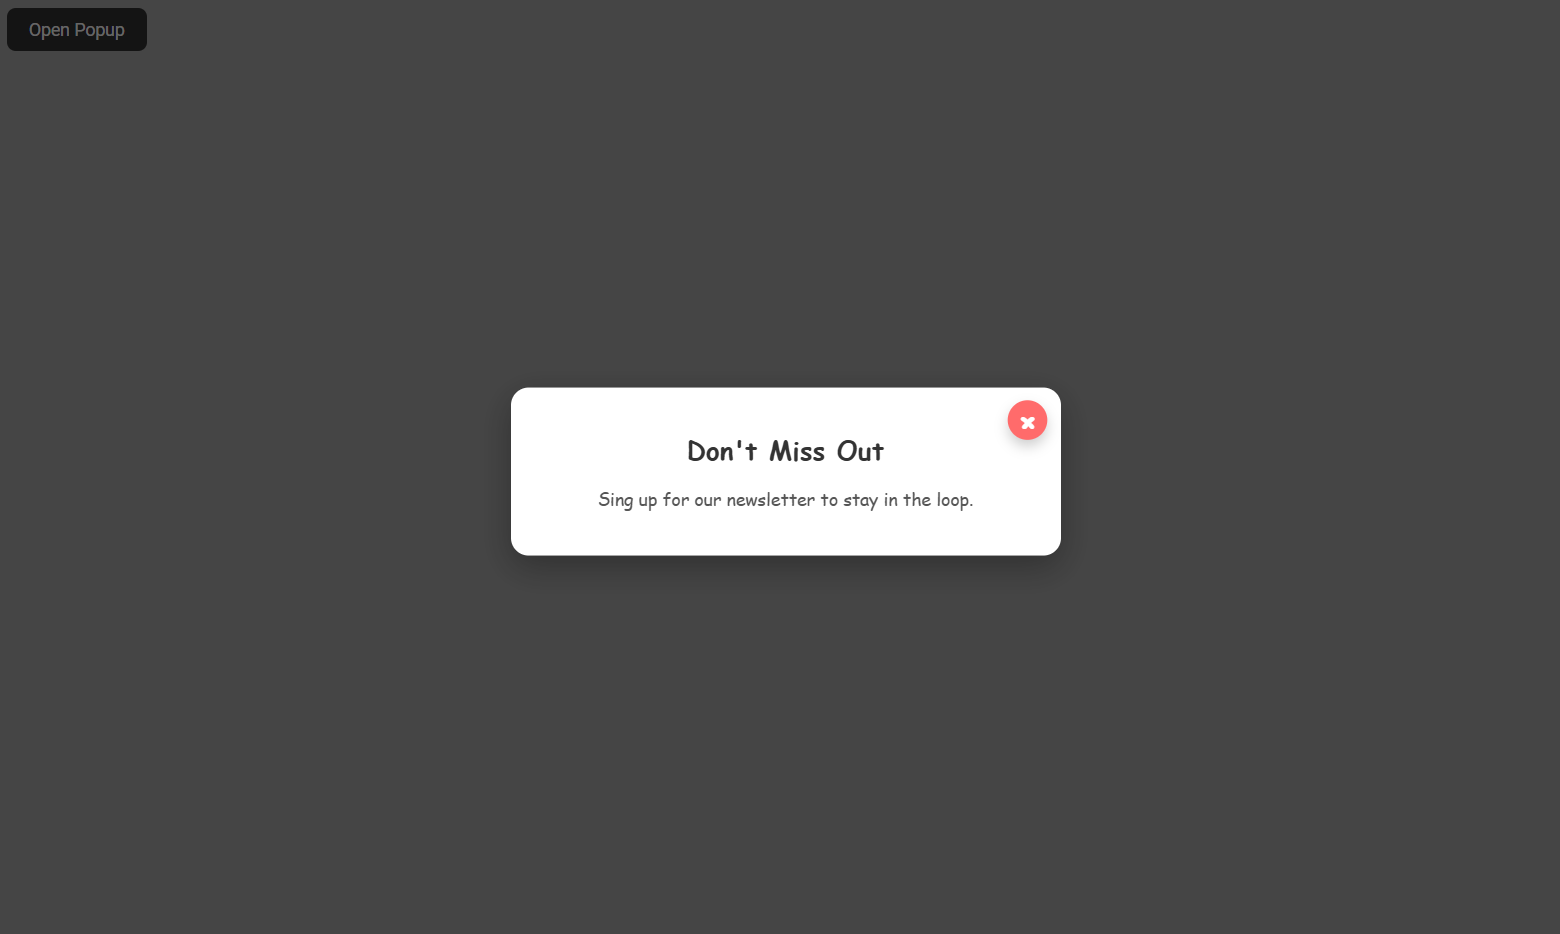 Open Popup
Don't Miss Out
Sing up for our newsletter to stay in the loop.